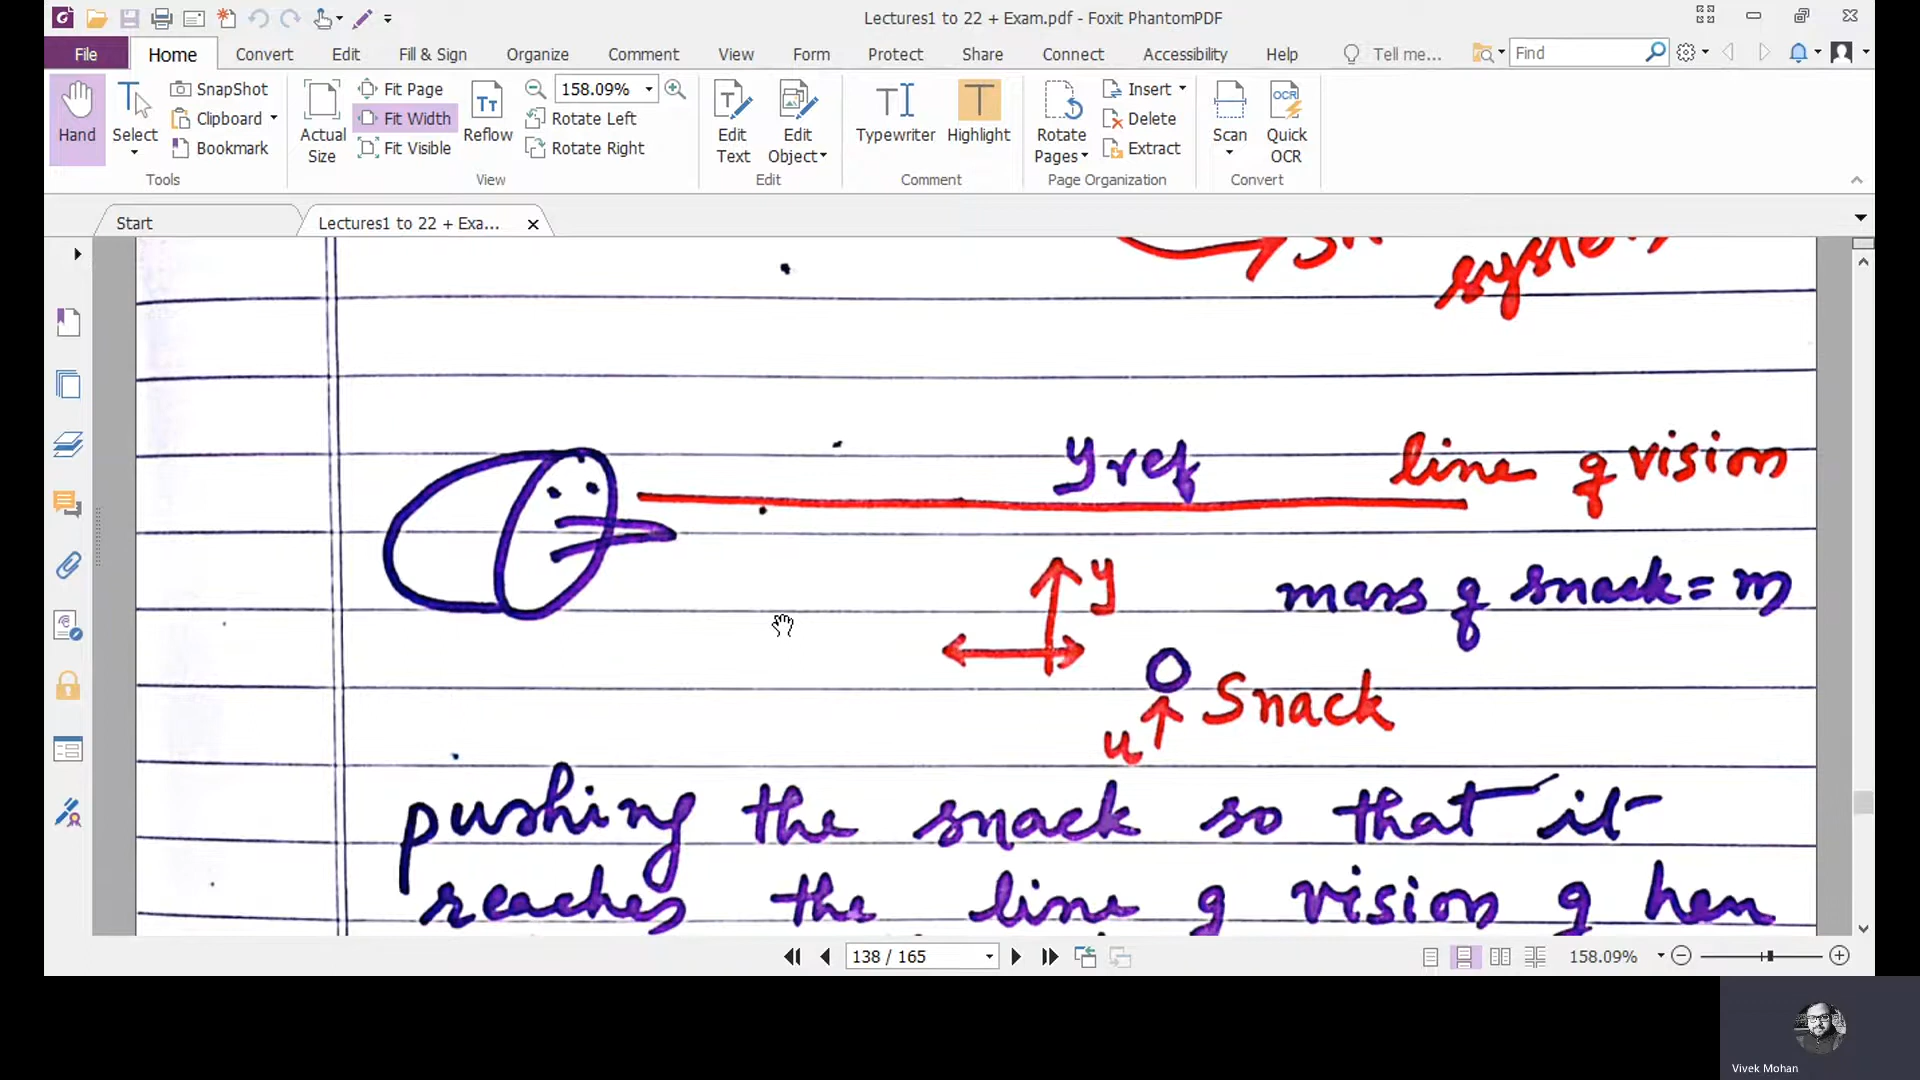 Lectures1 to 22 + Exam.pdf - Foxit PhantomPDF
File Home Convert Edit Fill & Sign Organize Comment View Form Protect Share Connect Accessibility Help Tell me... Find
Hand
Select
SnapShot
Clipboard
Bookmark
Tools
Actual Size
Fit Page
Fit Width
Fit Visible
Reflow
158.09%
Rotate Left
Rotate Right
View
Edit Text
Edit Object
Edit
Typewriter
Highlight
Comment
Rotate Pages
Insert
Delete
Extract
Page Organization
Scan
Quick OCR
Convert
Start
Lectures1 to 22 + Exa...
system
yref
line of vision
y
mass of snack = m
Snack
u
pushing the snack so that it
reaches the line of vision of hen
138 / 165
158.09%
Vivek Mohan